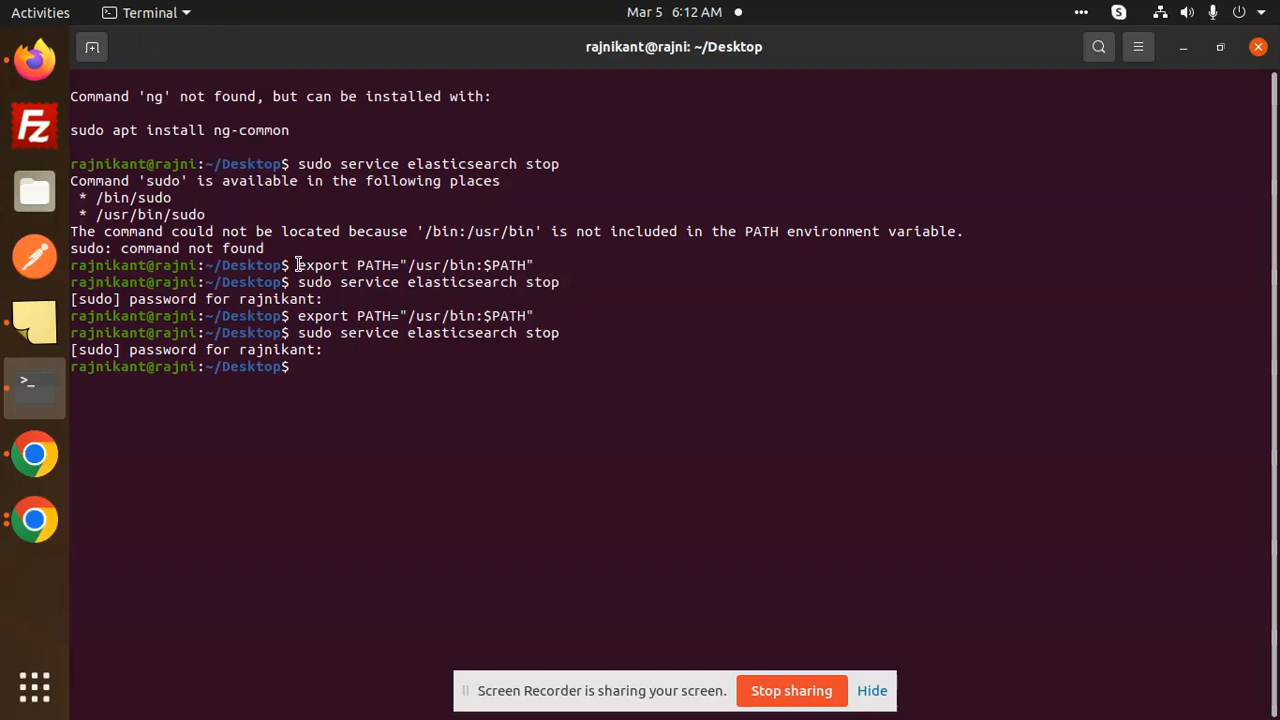 Activities
Terminal
Mar 5 6:12 AM
rajnikant@rajni: ~/Desktop
Command 'ng' not found, but can be installed with:
sudo apt install ng-common
rajnikant@rajni:~/Desktop$ sudo service elasticsearch stop
Command 'sudo' is available in the following places
* /bin/sudo
* /usr/bin/sudo
The command could not be located because '/bin:/usr/bin' is not included in the PATH environment variable.
sudo: command not found
rajnikant@rajni:~/Desktop$ export PATH="/usr/bin:$PATH"
rajnikant@rajni:~/Desktop$ sudo service elasticsearch stop
[sudo] password for rajnikant:
rajnikant@rajni:~/Desktop$ export PATH="/usr/bin:$PATH"
rajnikant@rajni:~/Desktop$ sudo service elasticsearch stop
[sudo] password for rajnikant:
rajnikant@rajni:~/Desktop$
Screen Recorder is sharing your screen. Stop sharing Hide